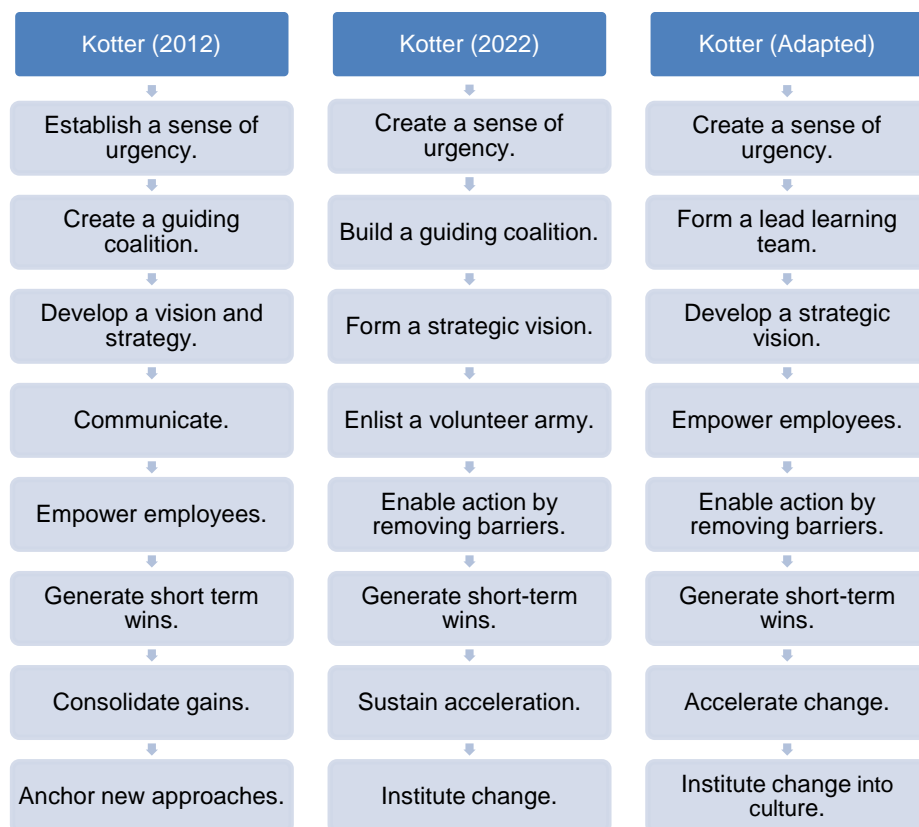 Kotter (2012)
Establish a sense of
urgency.
Create a guiding
coalition.
Develop a vision and
strategy.
Communicate.
Empower employees.
Generate short term
wins.
Consolidate gains.
Anchor new approaches.
Kotter (2022)
Create a sense of
urgency.
Build a guiding coalition.
Form a strategic vision.
Enlist a volunteer army.
Enable action by
removing barriers.
Generate short-term
wins.
Sustain acceleration.
Institute change.
Kotter (Adapted)
Create a sense of
urgency.
Form a lead learning
team.
Develop a strategic
vision.
Empower employees.
Enable action by
removing barriers.
Generate short-term
wins.
Accelerate change.
Institute change into
culture.